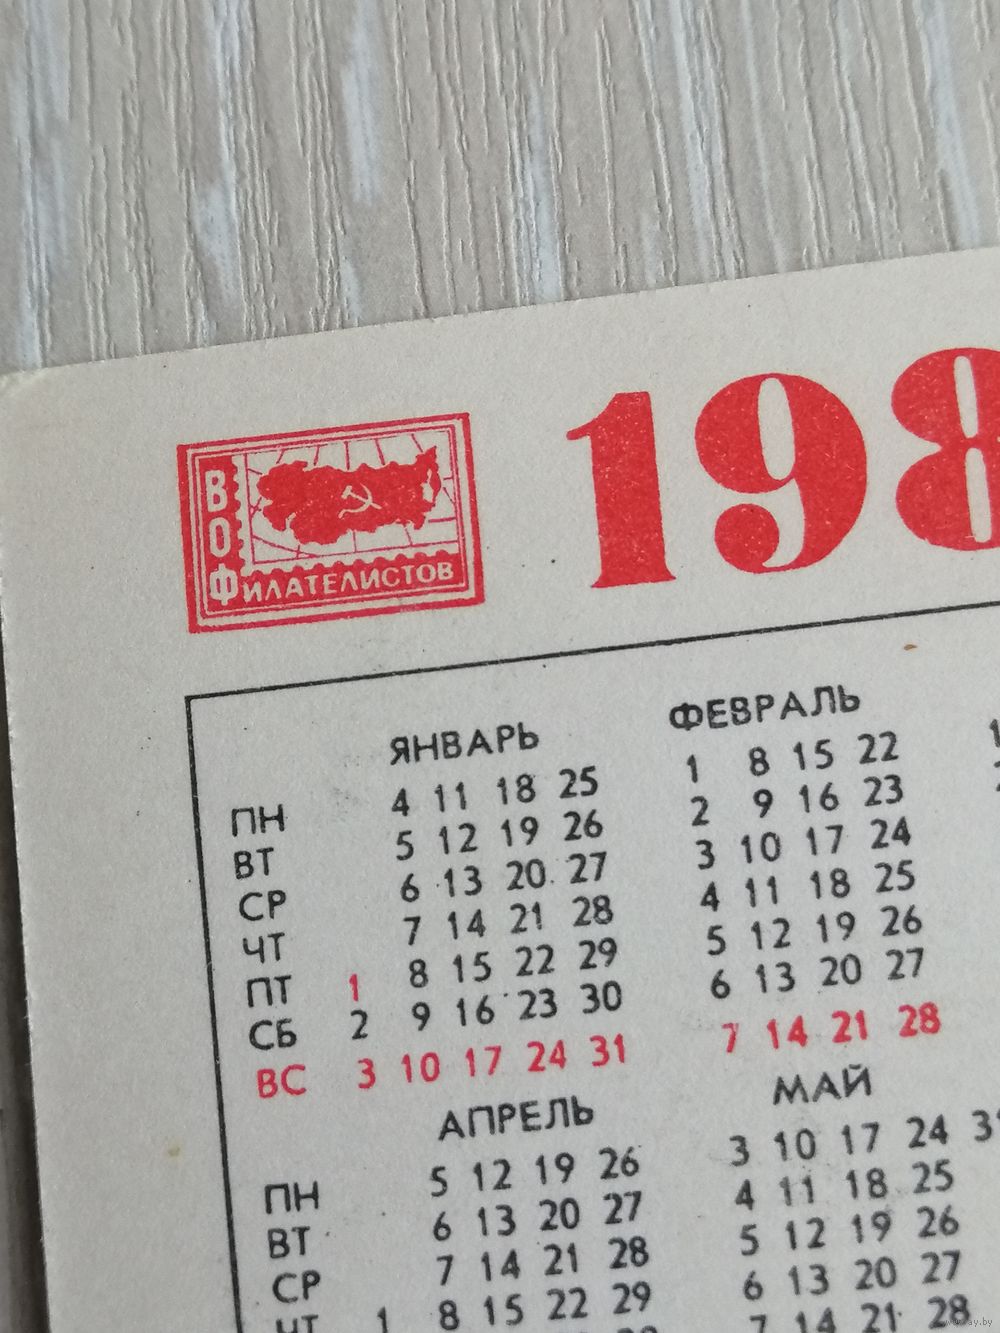 198
ВО
ФИЛАТЕЛИСТОВ
ЯНВАРЬ ФЕВРАЛЬ
ПН 4 11 18 25 1 8 15 22 1
ВТ 5 12 19 26 2 9 16 23
СР 6 13 20 27 3 10 17 24
ЧТ 7 14 21 28 4 11 18 25
ПТ 1 8 15 22 29 5 12 19 26
СБ 2 9 16 23 30 6 13 20 27
ВС 3 10 17 24 31 7 14 21 28
АПРЕЛЬ МАЙ
ПН 5 12 19 26 3 10 17 24 31
ВТ 6 13 20 27 4 11 18 25
СР 7 14 21 28 5 12 19 26
ЧТ 1 8 15 22 29 6 13 20 27
7 14 21 28